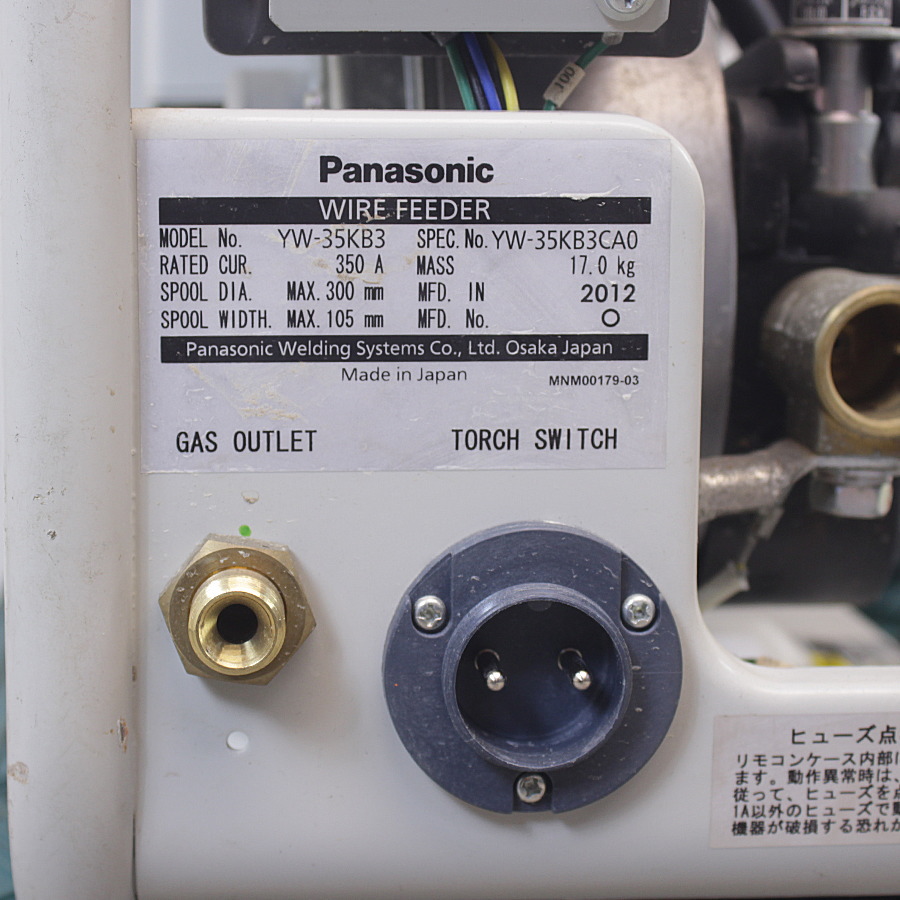 100
Panasonic
WIRE FEEDER
MODEL No. YW-35KB3 SPEC. No. YW-35KB3CA0
RATED CUR. 350 A MASS 17.0 kg
SPOOL DIA. MAX. 300 mm MFD. IN 2012
SPOOL WIDTH. MAX. 105 mm MFD. No. O
Panasonic Welding Systems Co., Ltd. Osaka Japan
Made in Japan MNM00179-03
GAS OUTLET TORCH SWITCH
ヒューズ点
リモコンケース内部
ます。動作異常時は、
従って、ヒューズを
1A以外のヒューズで
機器が破損する恐れ